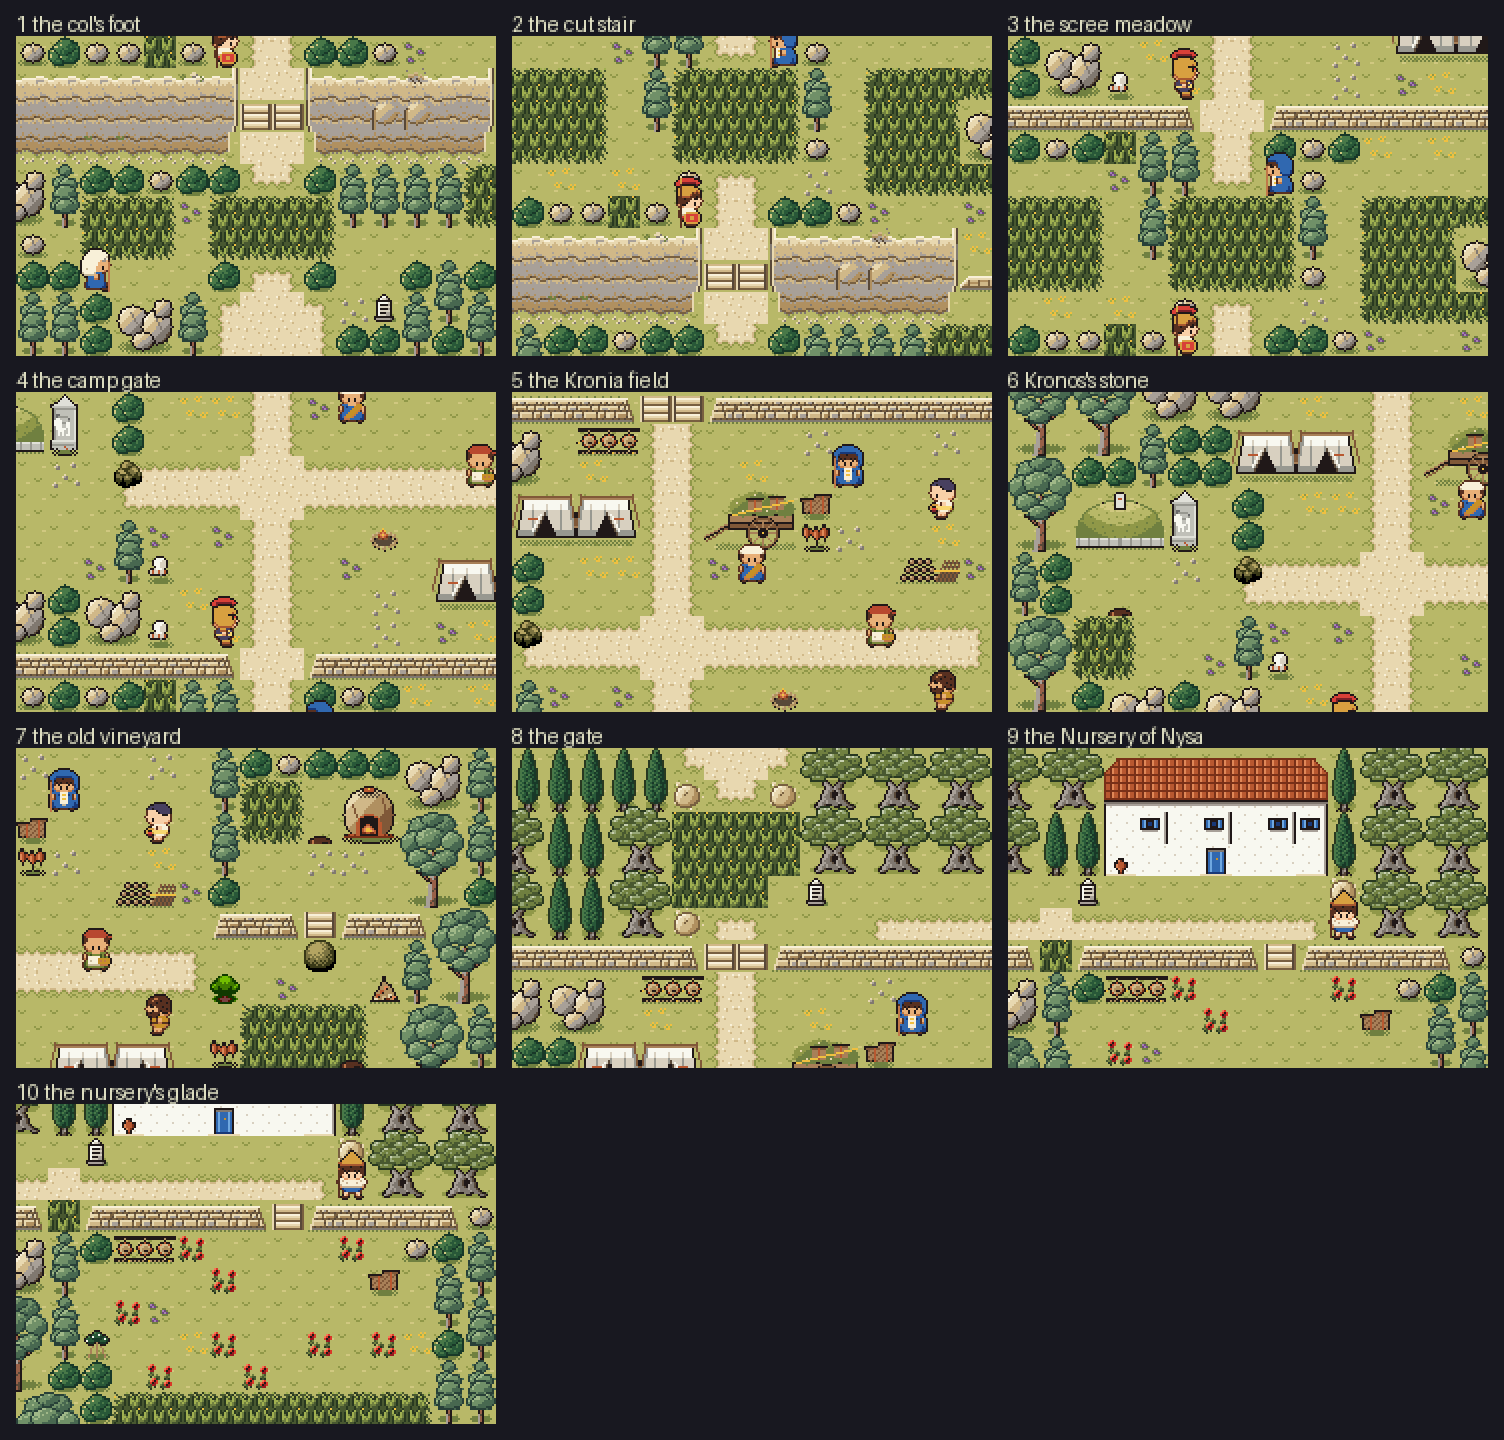 1 the col's foot
2 the cut stair
3 the scree meadow
4 the camp gate
5 the Kronia field
6 Kronos's stone
7 the old vineyard
8 the gate
9 the Nursery of Nysa
10 the nursery's glade